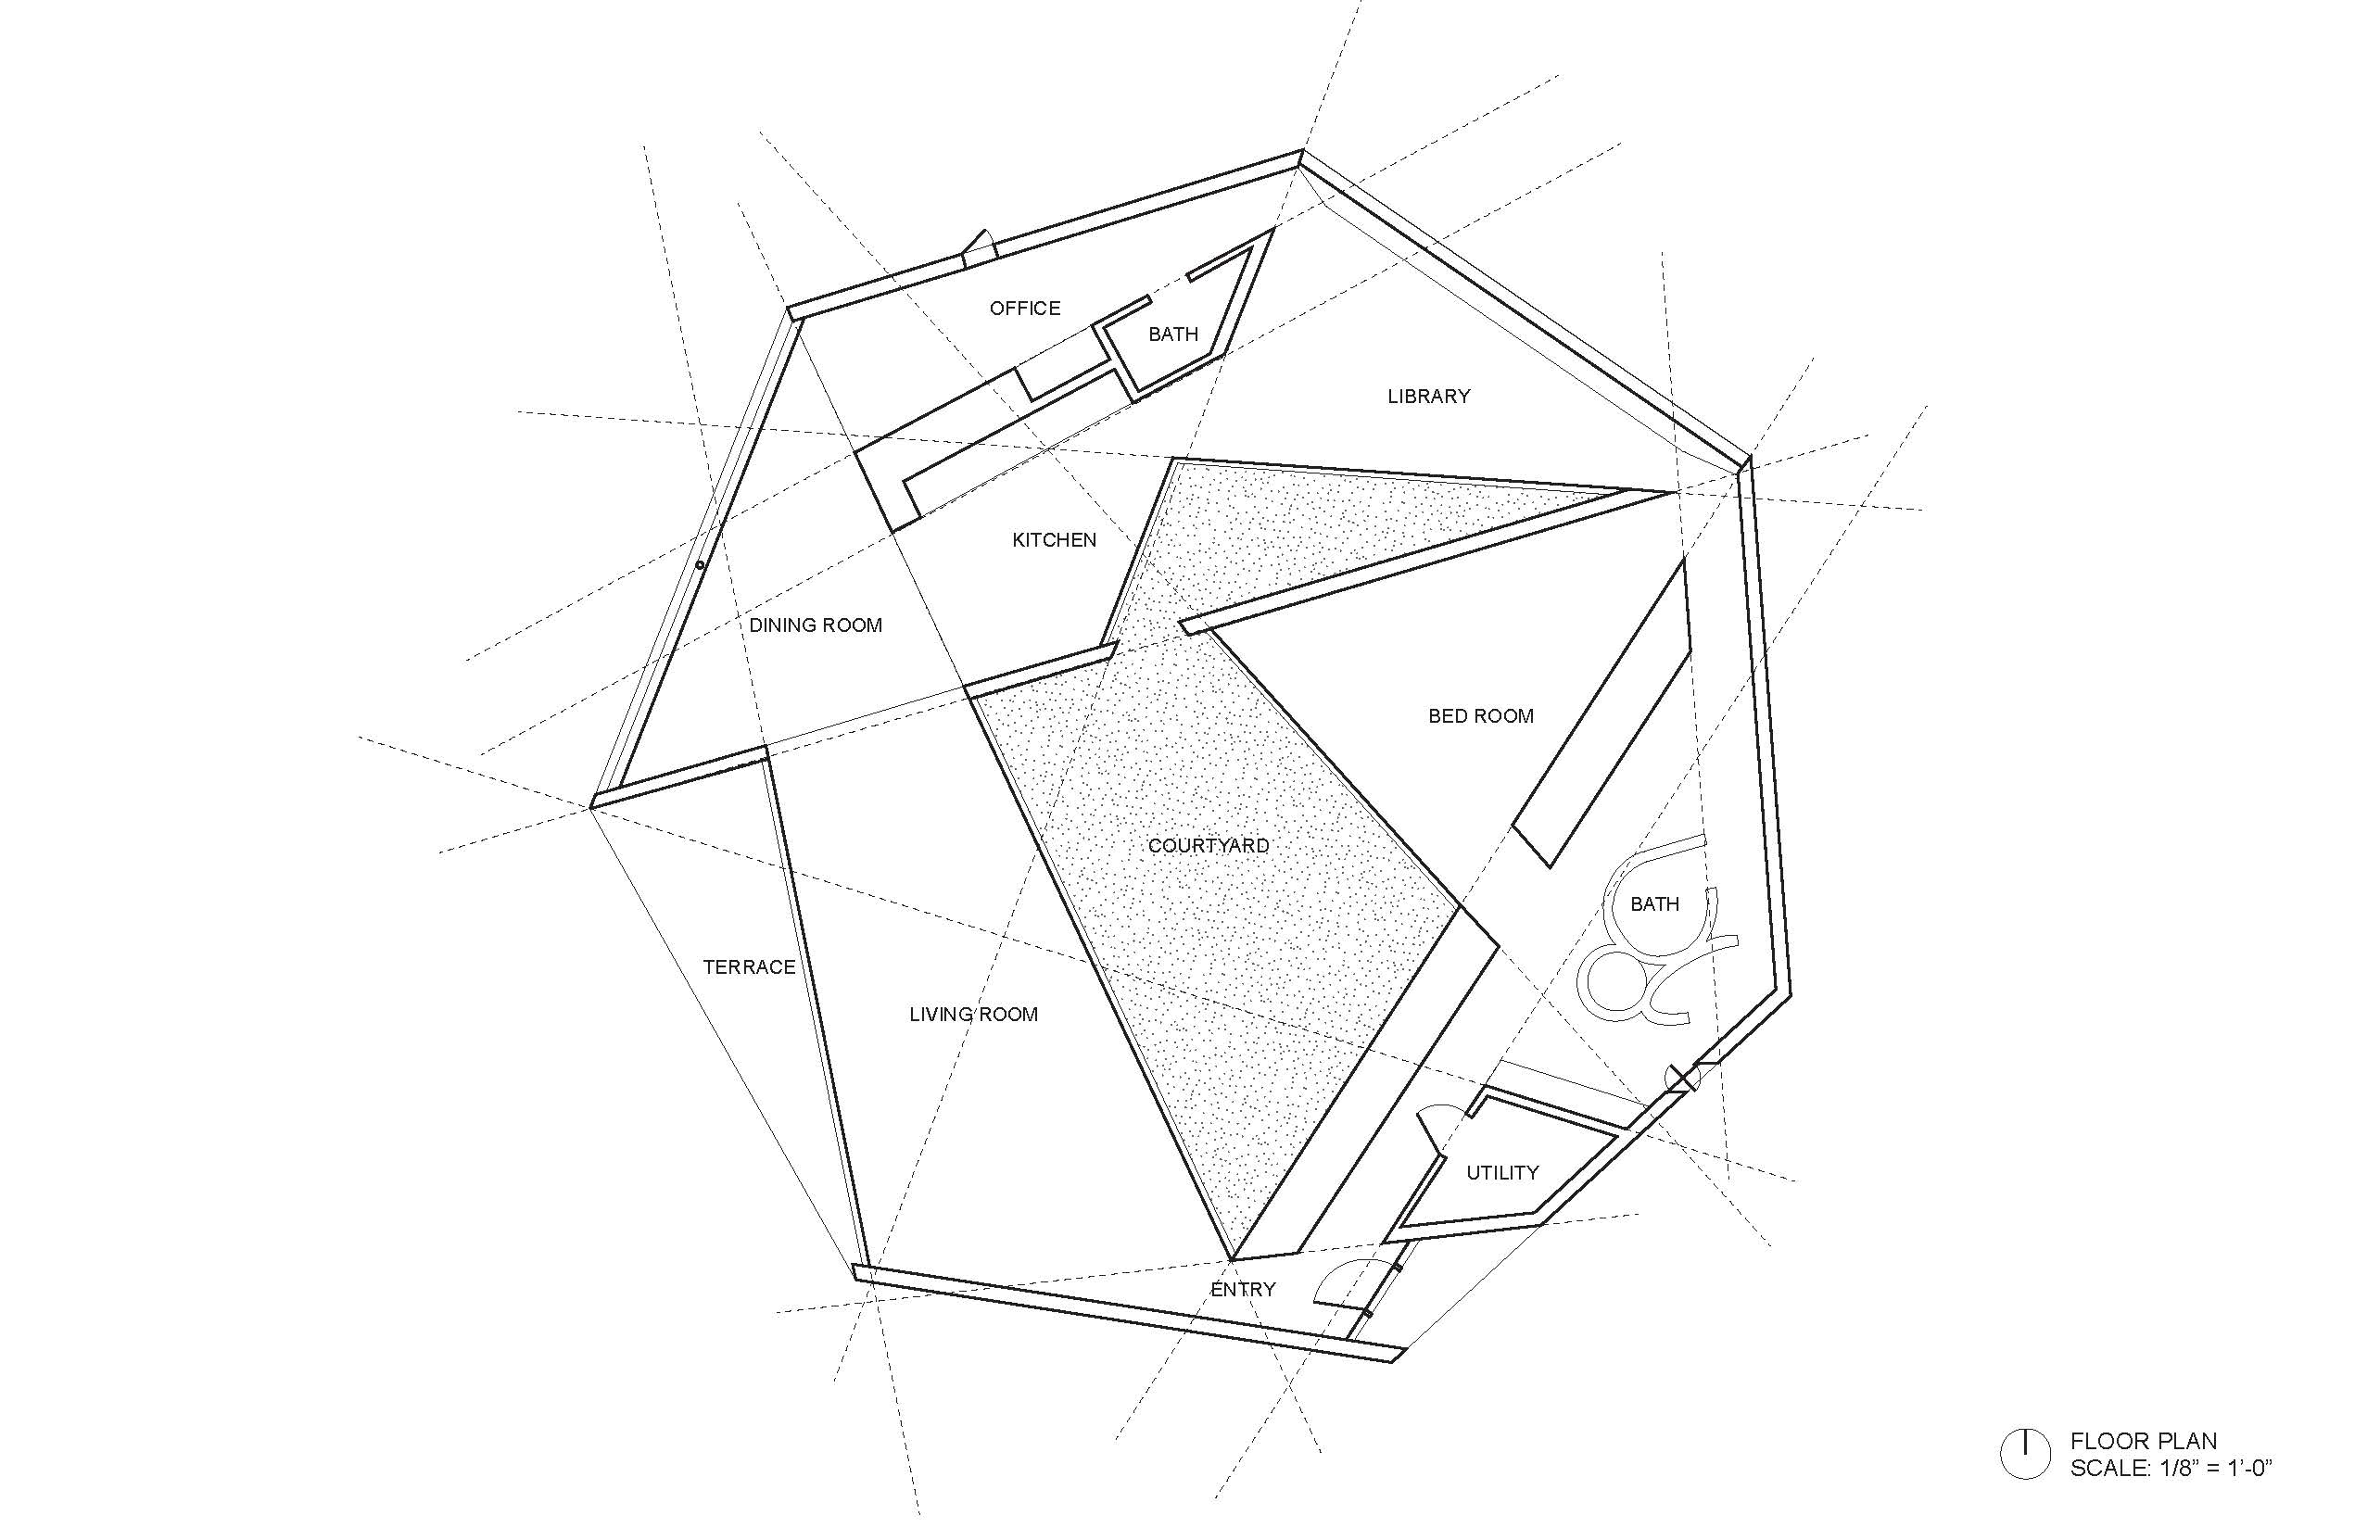 OFFICE
BATH
LIBRARY
KITCHEN
DINING ROOM
BED ROOM
COURTYARD
BATH
TERRACE
LIVING ROOM
UTILITY
ENTRY
FLOOR PLAN
SCALE: 1/8” = 1’-0”